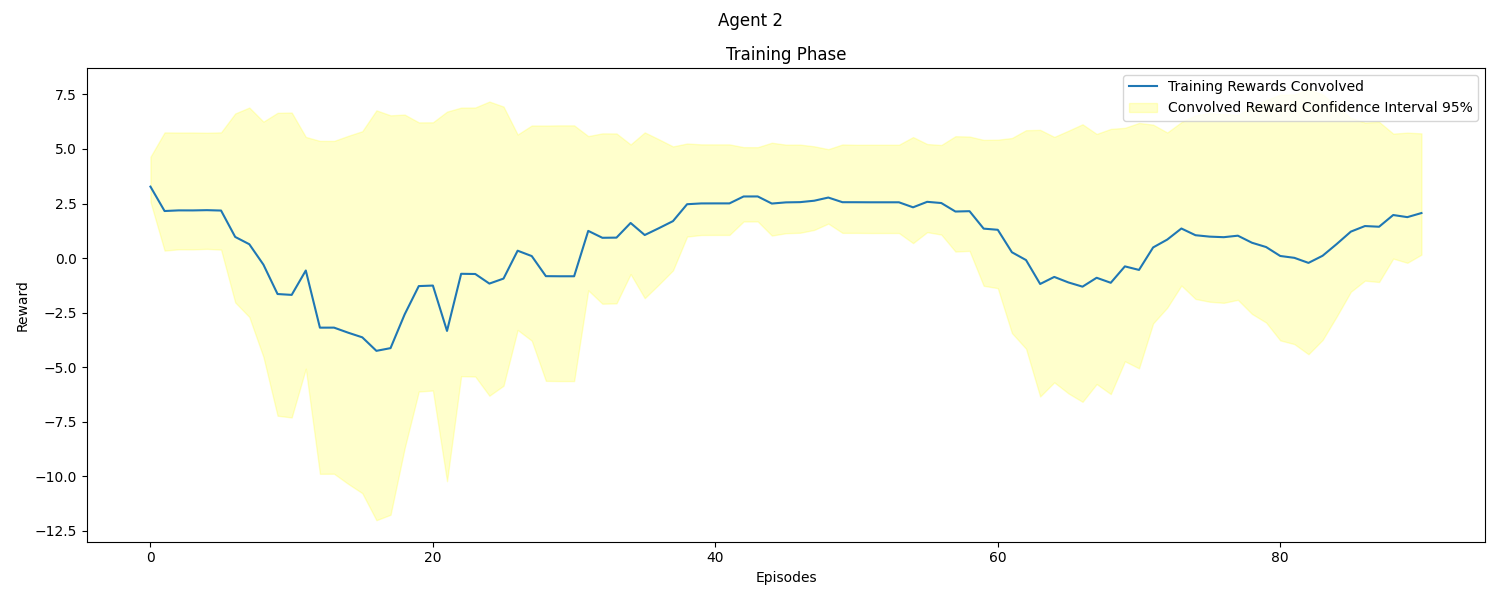 Agent 2
Training Phase
Training Rewards Convolved
Convolved Reward Confidence Interval 95%
7.5
5.0
2.5
0.0
−2.5
−5.0
−7.5
−10.0
−12.5
Reward
0 20 40 60 80
Episodes